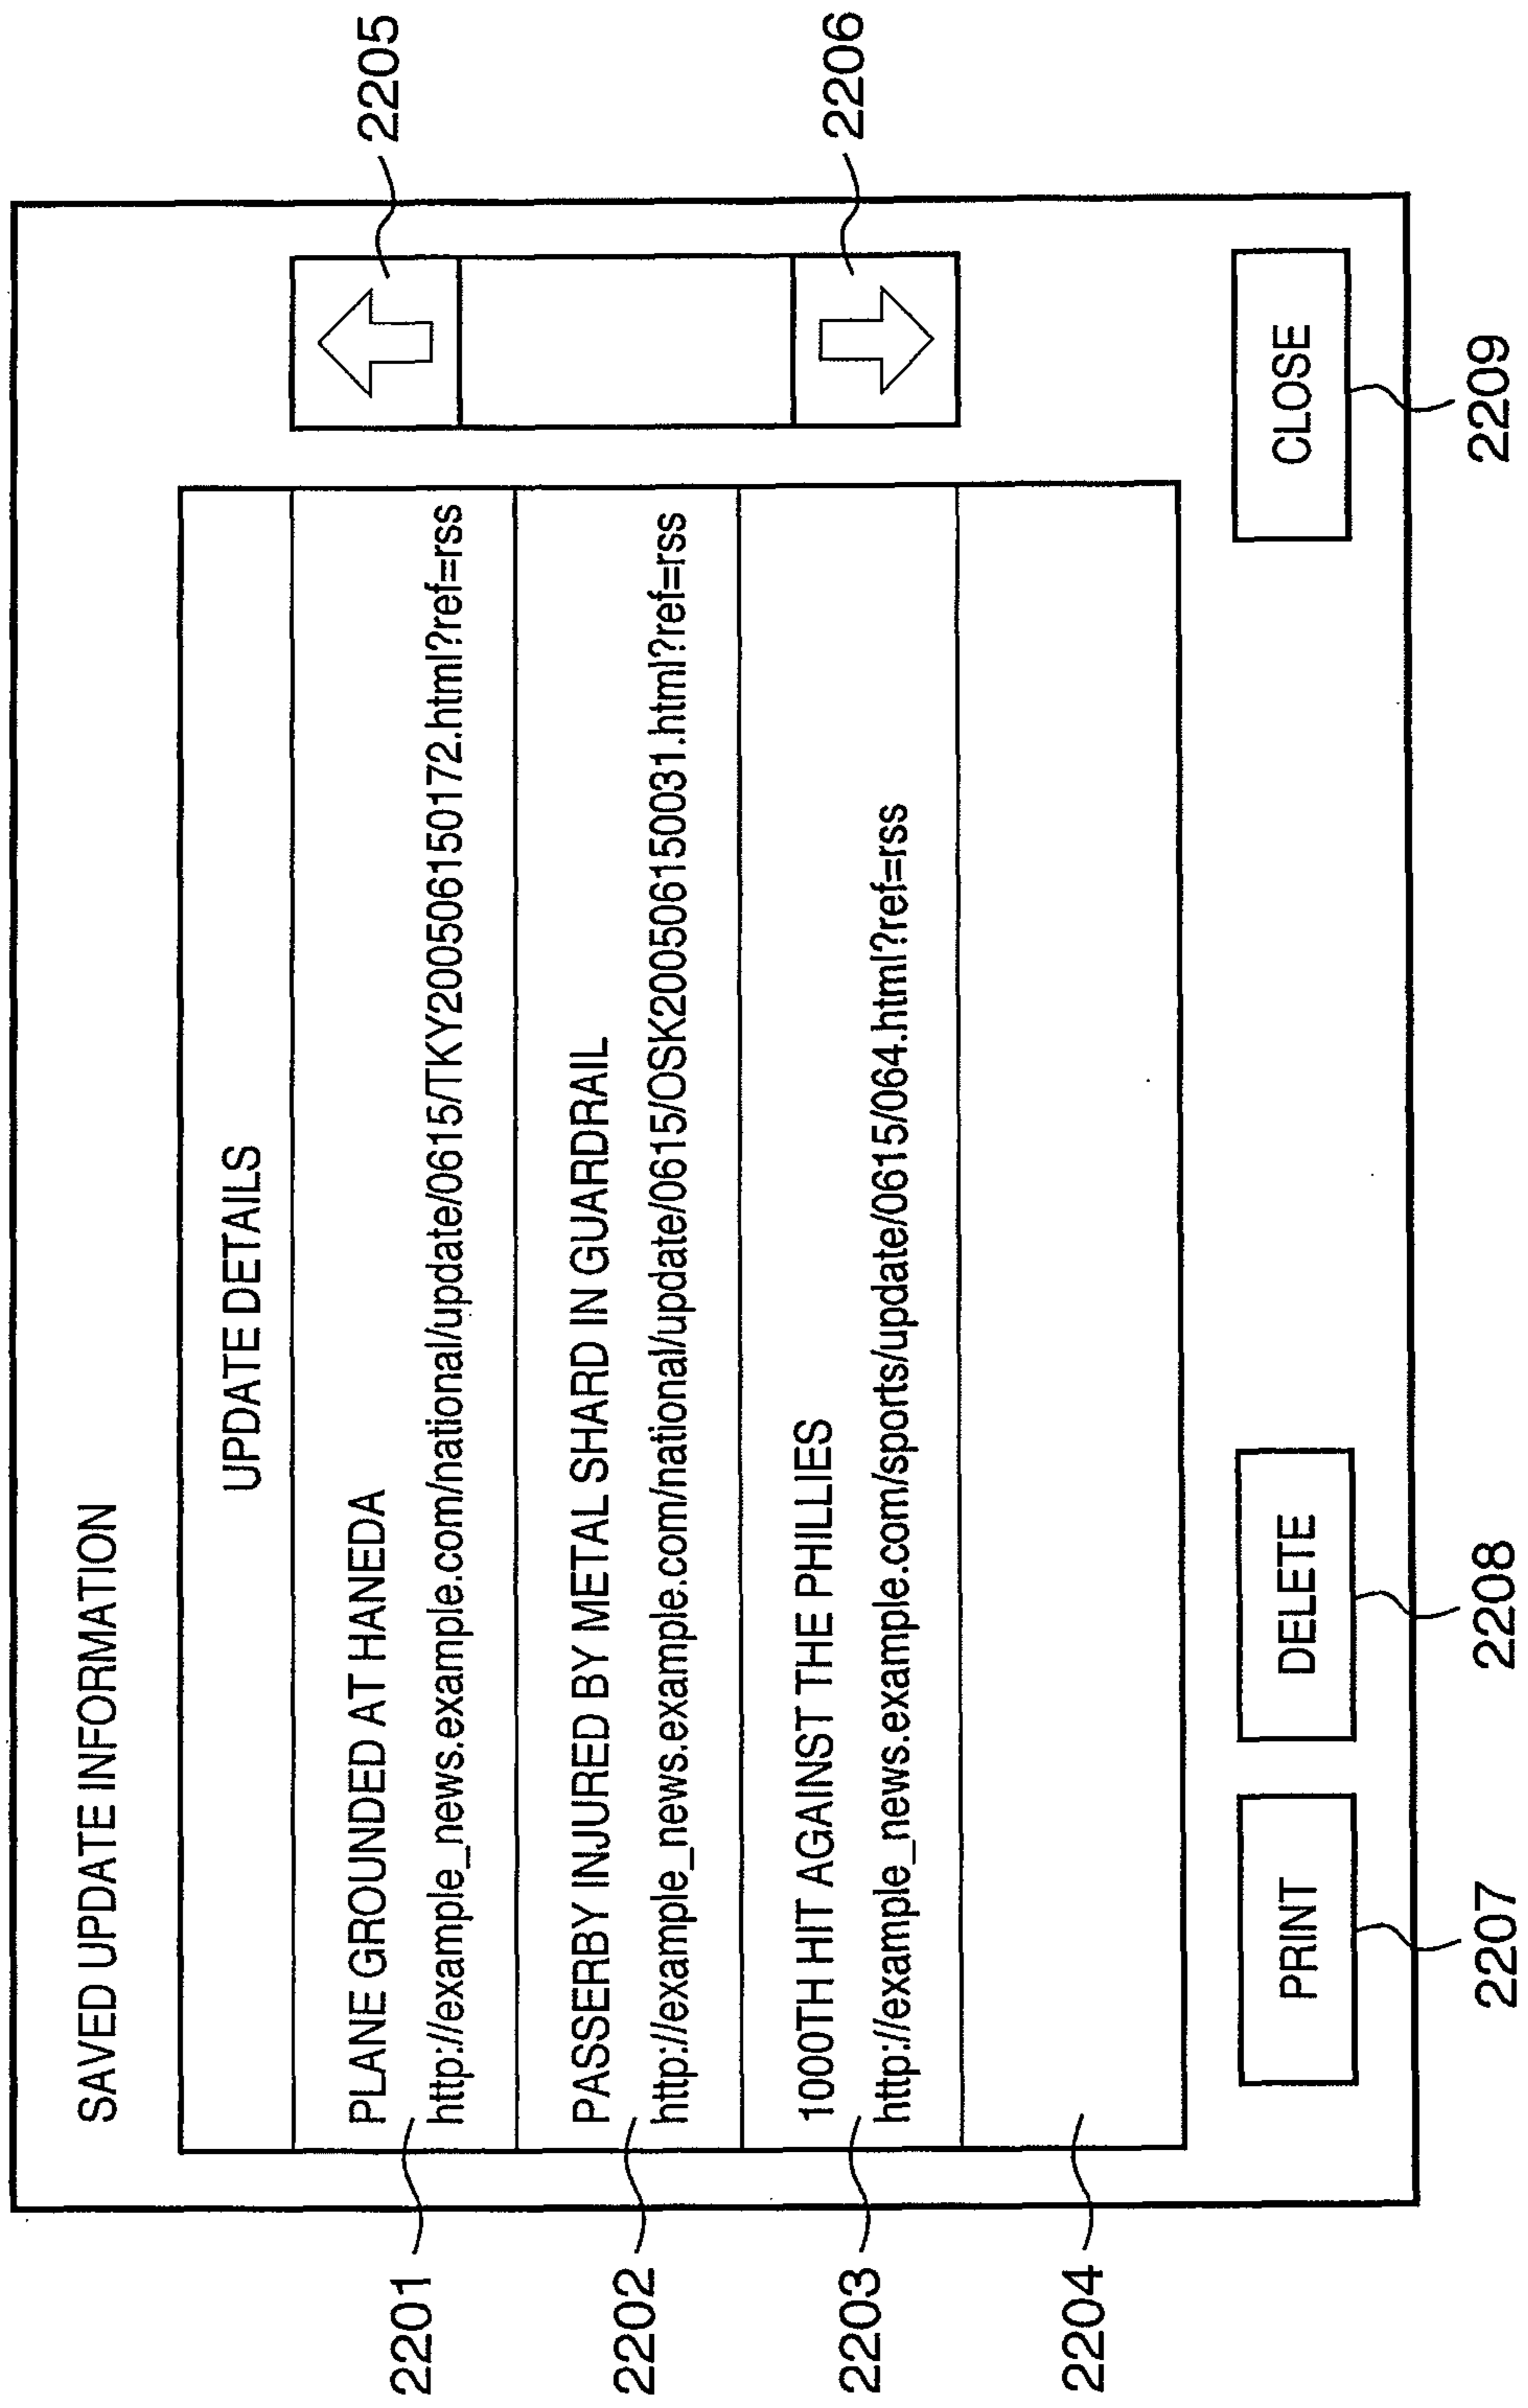 SAVED UPDATE INFORMATION
UPDATE DETAILS
PLANE GROUNDED AT HANEDA
http://example_news.example.com/national/update/0615/TKY200506150172.html?ref=rss
PASSERBY INJURED BY METAL SHARD IN GUARDRAIL
http://example_news.example.com/national/update/0615/OSK200506150031.html?ref=rss
1000TH HIT AGAINST THE PHILLIES
http://example_news.example.com/sports/update/0615/064.html?ref=rss
PRINT
DELETE
CLOSE
2201
2202
2203
2204
2205
2206
2207
2208
2209